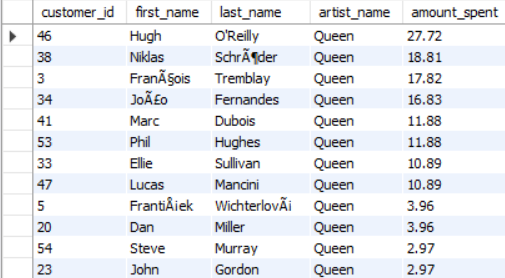 customer_id first_name last_name artist_name amount_spent
46 Hugh O'Reilly Queen 27.72
38 Niklas SchrÃ¶der Queen 18.81
3 FranÃ§ois Tremblay Queen 17.82
34 JoÃ£o Fernandes Queen 16.83
41 Marc Dubois Queen 11.88
53 Phil Hughes Queen 11.88
33 Ellie Sullivan Queen 10.89
47 Lucas Mancini Queen 10.89
5 FrantiÅ¡ek WichterlovÃ¡ Queen 3.96
20 Dan Miller Queen 3.96
54 Steve Murray Queen 2.97
23 John Gordon Queen 2.97